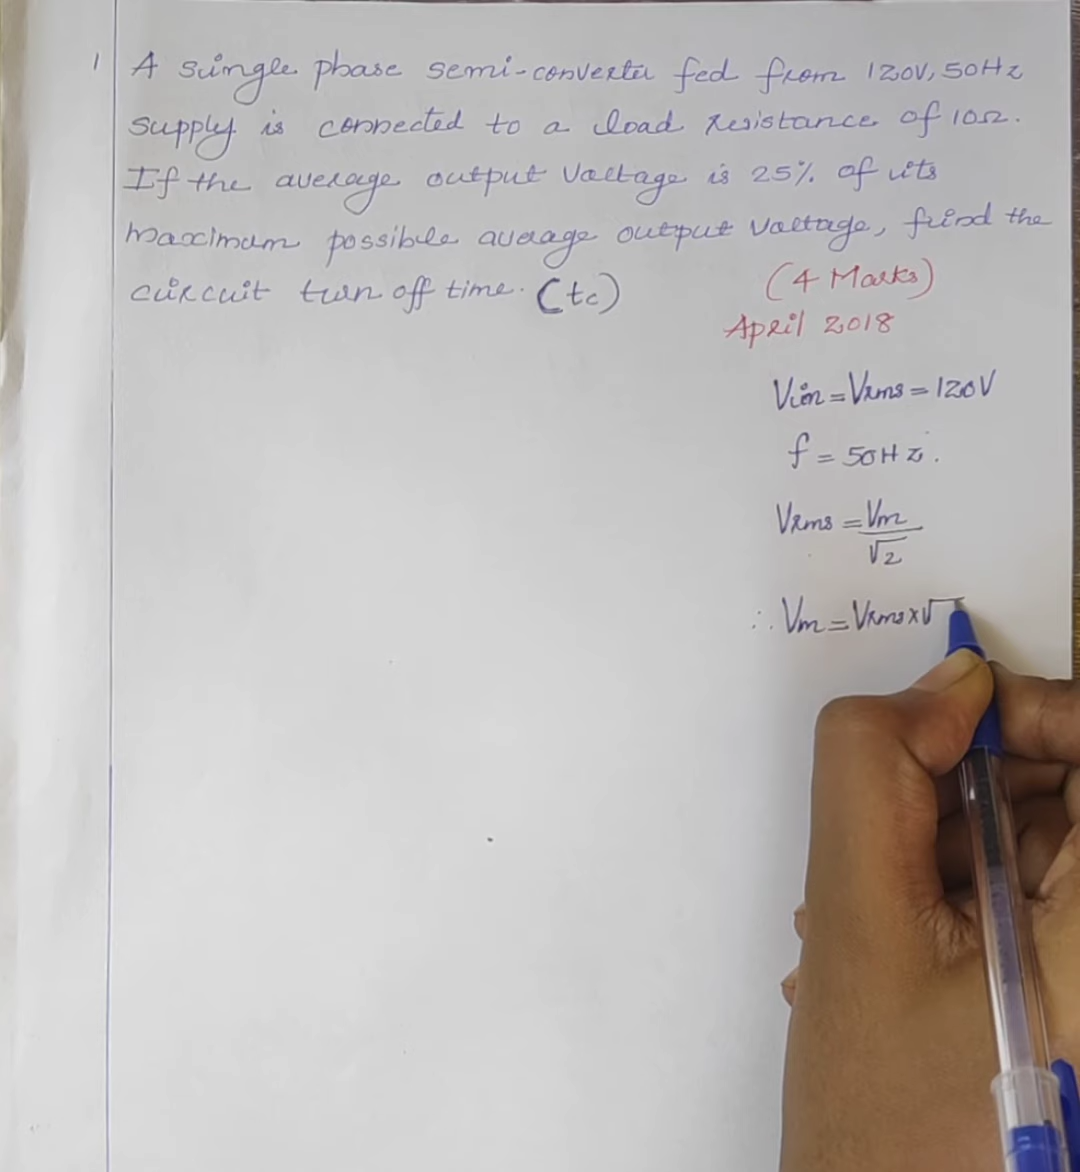 1 A single phase semi-converter fed from 120V, 50Hz
supply is connected to a load resistance of 10Ω.
If the average output Voltage is 25% of its
maximum possible average output Voltage, find the
circuit turn off time. (tc)
(4 Marks)
April 2018
Vin = VRms = 120V
f = 50Hz.
VRms = Vm/√2
∴ Vm = VRms x √